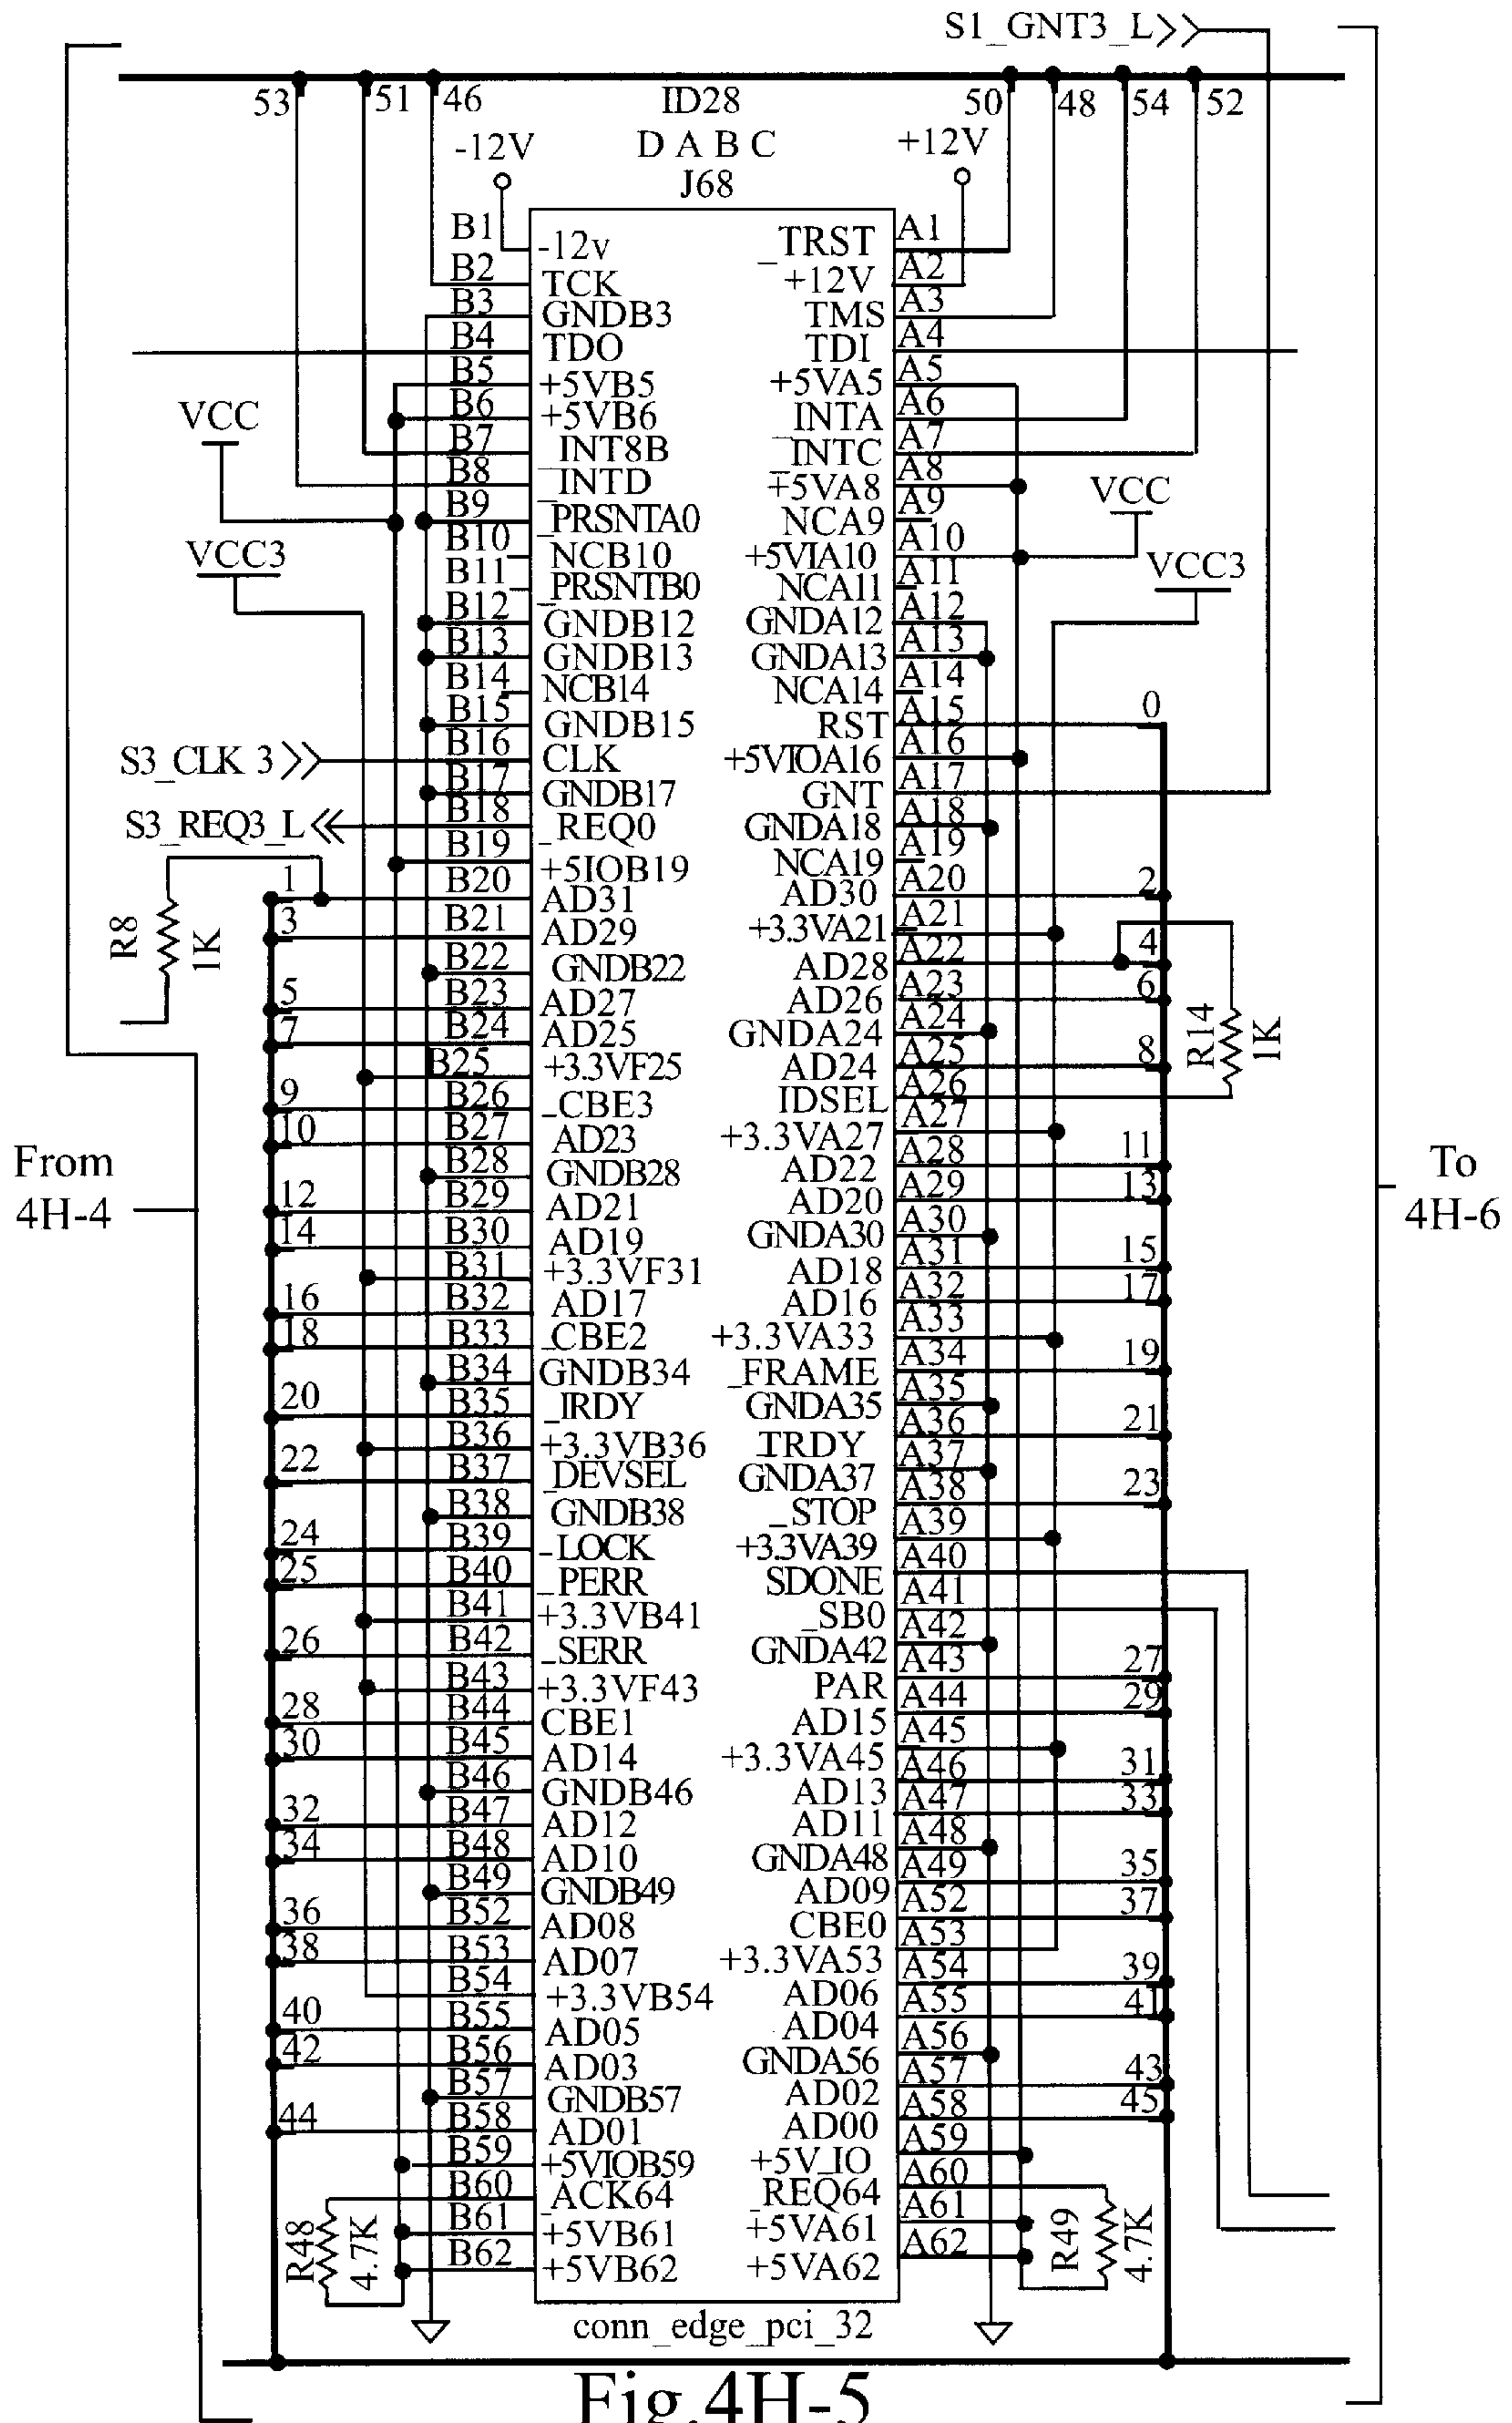 S1_GNT3_L
53 51 46 ID28 50 48 54 52
-12V D A B C +12V
J68
B1 -12v _TRST A1
B2 TCK +12V A2
B3 GNDB3 TMS A3
B4 TDO TDI A4
B5 +5VB5 +5VA5 A5
VCC B6 +5VB6 INTA A6
B7 _INT8B _INTC A7
B8 _INTD +5VA8 A8 VCC
B9 _PRSNTA0 NCA9 A9
VCC3 B10 NCB10 +5VIA10 A10 VCC3
B11 _PRSNTB0 NCA11 A11
B12 GNDB12 GNDA12 A12
B13 GNDB13 GNDA13 A13
B14 NCB14 NCA14 A14
B15 GNDB15 RST A15 0
S3_CLK 3 B16 CLK +5VIOA16 A16
B17 GNDB17 GNT A17
S3_REQ3_L B18 _REQ0 GNDA18 A18
B19 +5IOB19 NCA19 A19
1 B20 AD31 AD30 A20 2
R8 1K
3 B21 AD29 +3.3VA21 A21
B22 GNDB22 AD28 A22 4
5 B23 AD27 AD26 A23 6
7 B24 AD25 GNDA24 A24
R14 1K
B25 +3.3VF25 AD24 A25 8
9 B26 _CBE3 IDSEL A26
10 B27 AD23 +3.3VA27 A27
From 4H-4
B28 GNDB28 AD22 A28 11
To 4H-6
12 B29 AD21 AD20 A29 13
14 B30 AD19 GNDA30 A30
B31 +3.3VF31 AD18 A31 15
16 B32 AD17 AD16 A32 17
18 B33 _CBE2 +3.3VA33 A33
B34 GNDB34 _FRAME A34 19
20 B35 _IRDY GNDA35 A35
B36 +3.3VB36 TRDY A36 21
22 B37 _DEVSEL GNDA37 A37
B38 GNDB38 _STOP A38 23
24 B39 _LOCK +3.3VA39 A39
25 B40 _PERR SDONE A40
B41 +3.3VB41 _SB0 A41
26 B42 _SERR GNDA42 A42
B43 +3.3VF43 PAR A43 27
28 B44 CBE1 AD15 A44 29
30 B45 AD14 +3.3VA45 A45
B46 GNDB46 AD13 A46 31
32 B47 AD12 AD11 A47 33
34 B48 AD10 GNDA48 A48
B49 GNDB49 AD09 A49 35
36 B52 AD08 CBE0 A52 37
38 B53 AD07 +3.3VA53 A53
B54 +3.3VB54 AD06 A54 39
40 B55 AD05 AD04 A55 41
42 B56 AD03 GNDA56 A56
B57 GNDB57 AD02 A57 43
44 B58 AD01 AD00 A58 45
B59 +5VIOB59 +5V_IO A59
B60 _ACK64 _REQ64 A60
R48 4.7K B61 +5VB61 +5VA61 A61 R49 4.7K
B62 +5VB62 +5VA62 A62
conn_edge_pci_32
Fig.4H-5